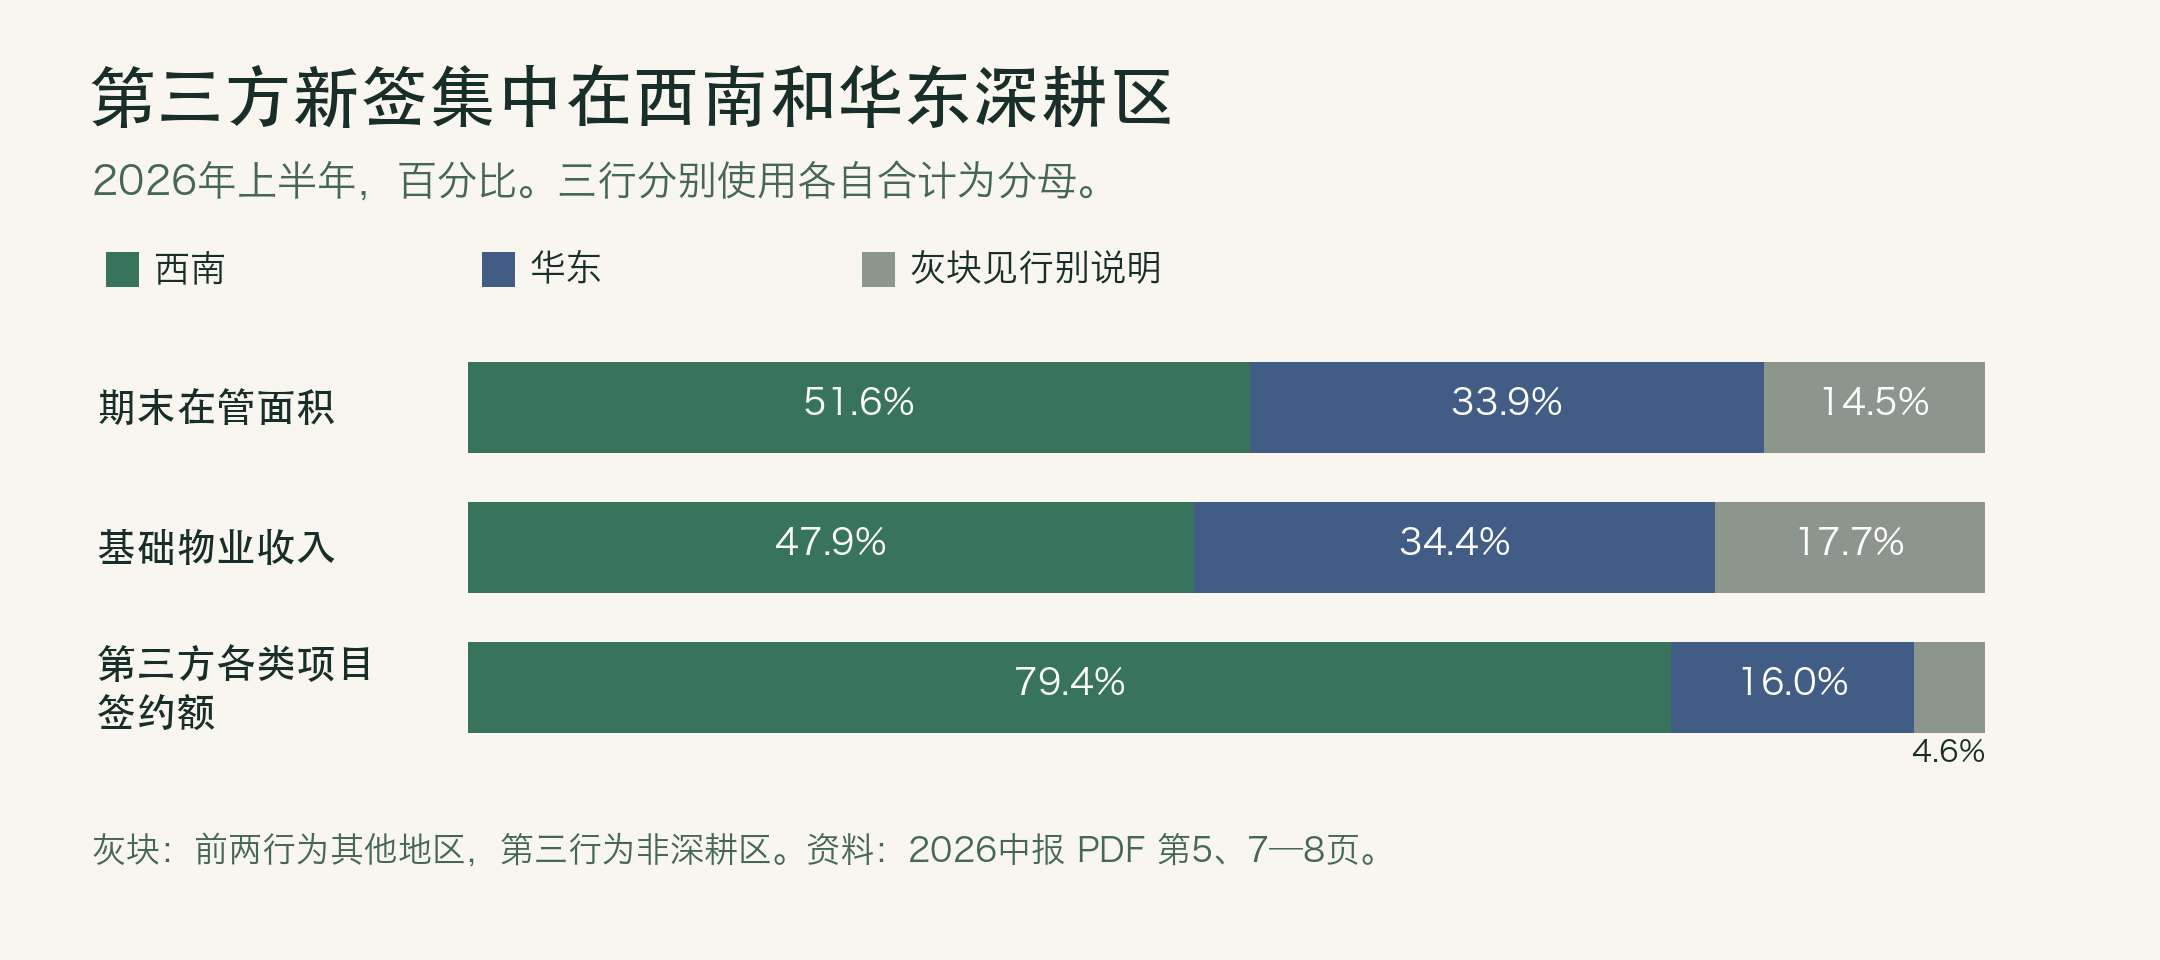 第三方新签集中在西南和华东深耕区
2026年上半年，百分比。三行分别使用各自合计为分母。
西南 华东 灰块见行别说明
期末在管面积 51.6% 33.9% 14.5%
基础物业收入 47.9% 34.4% 17.7%
第三方各类项目
签约额 79.4% 16.0%
4.6%
灰块：前两行为其他地区，第三行为非深耕区。资料：2026中报 PDF 第5、7—8页。